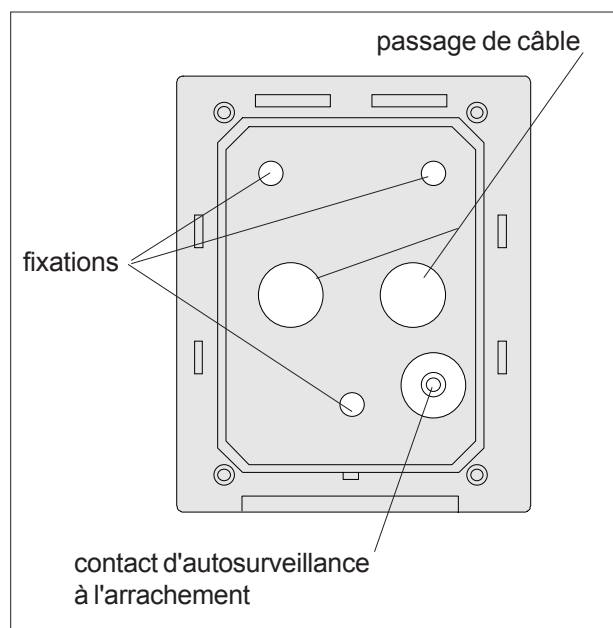 passage de câble
fixations
contact d'autosurveillance
à l'arrachement